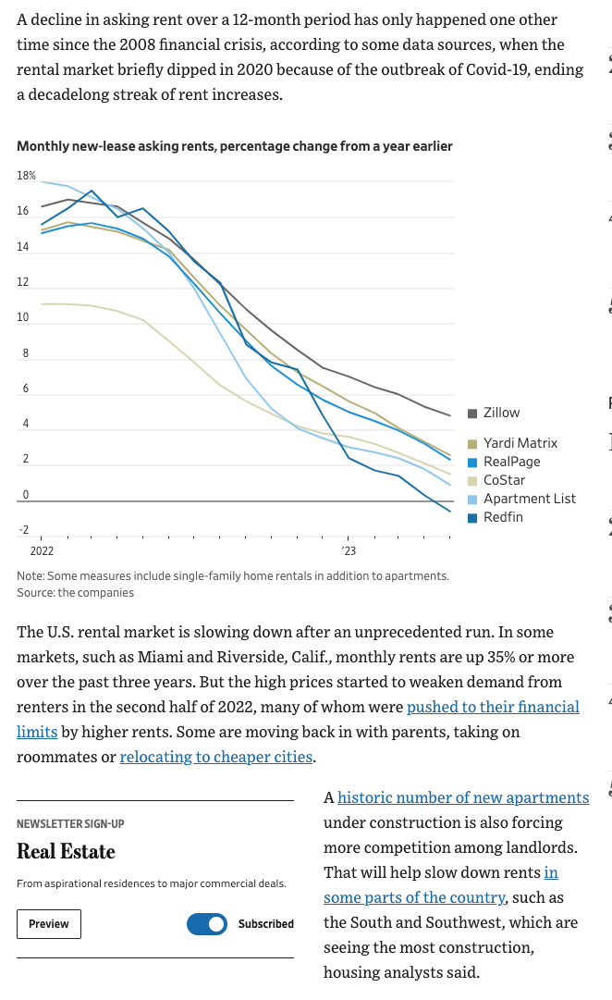 A decline in asking rent over a 12-month period has only happened one other
time since the 2008 financial crisis, according to some data sources, when the
rental market briefly dipped in 2020 because of the outbreak of Covid-19, ending
a decadelong streak of rent increases.
Monthly new-lease asking rents, percentage change from a year earlier
18%
16
14
12
10
8
6
4
2
0
-2
2022
'23
Zillow
Yardi Matrix
RealPage
CoStar
Apartment List
Redfin
Note: Some measures include single-family home rentals in addition to apartments.
Source: the companies
The U.S. rental market is slowing down after an unprecedented run. In some
markets, such as Miami and Riverside, Calif., monthly rents are up 35% or more
over the past three years. But the high prices started to weaken demand from
renters in the second half of 2022, many of whom were pushed to their financial
limits by higher rents. Some are moving back in with parents, taking on
roommates or relocating to cheaper cities.
NEWSLETTER SIGN-UP
Real Estate
From aspirational residences to major commercial deals.
Preview
Subscribed
A historic number of new apartments
under construction is also forcing
more competition among landlords.
That will help slow down rents in
some parts of the country, such as
the South and Southwest, which are
seeing the most construction,
housing analysts said.